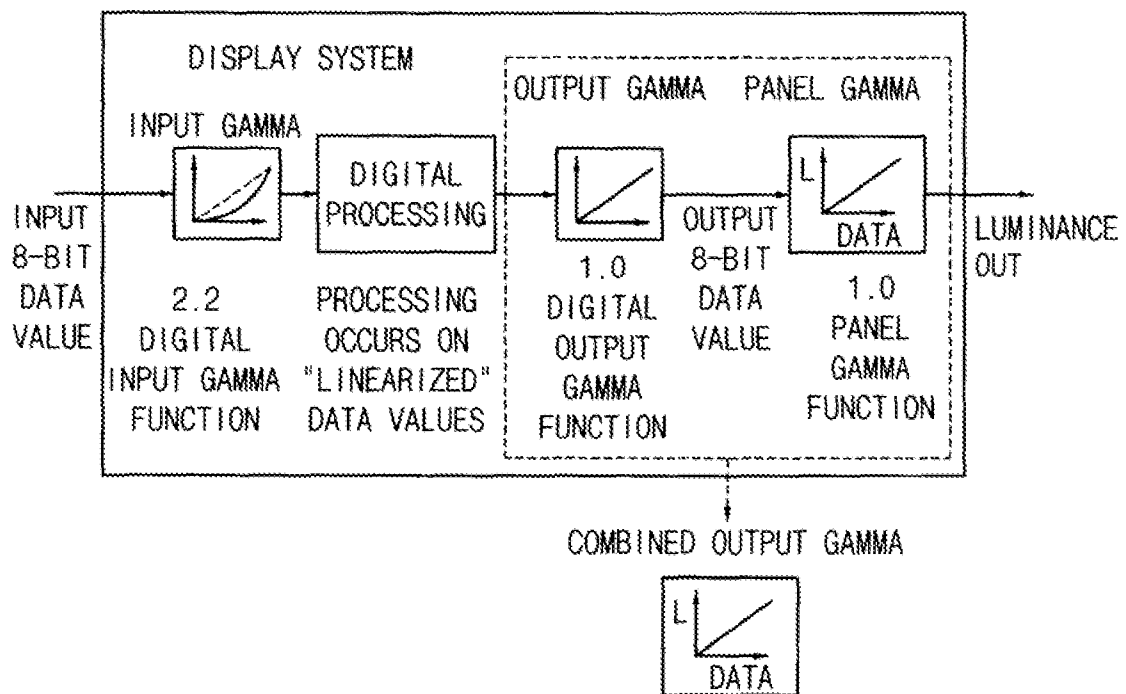 DISPLAY SYSTEM
OUTPUT GAMMA
PANEL GAMMA
INPUT GAMMA
DIGITAL
PROCESSING
INPUT
8-BIT
DATA
VALUE
2.2
DIGITAL
INPUT GAMMA
FUNCTION
PROCESSING
OCCURS ON
"LINEARIZED"
DATA VALUES
1.0
DIGITAL
OUTPUT
GAMMA
FUNCTION
OUTPUT
8-BIT
DATA
VALUE
L
DATA
1.0
PANEL
GAMMA
FUNCTION
LUMINANCE
OUT
COMBINED OUTPUT GAMMA
L
DATA